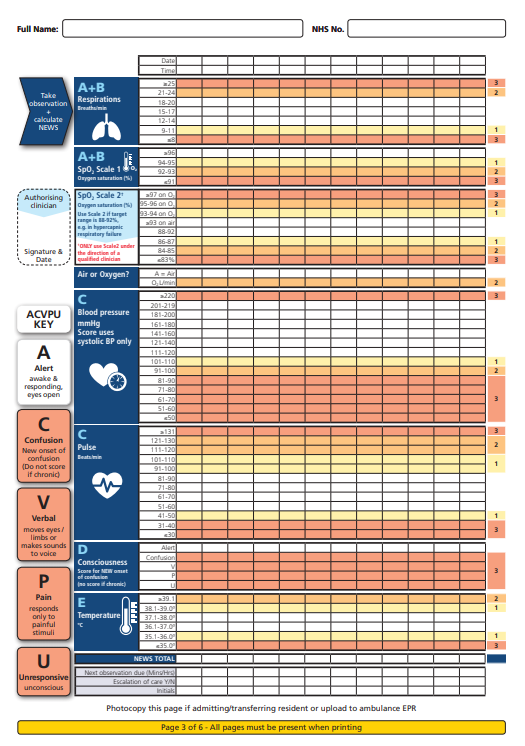 Full Name:
NHS No.
Date
Time
Take
observation
+
calculate
NEWS
A+B
Respirations
Breaths/min
≥25
3
21-24
2
18-20
15-17
12-14
9-11
1
≤8
3
A+B
SpO2 Scale 1
Oxygen saturation (%)
O2
≥96
94-95
1
92-93
2
≤91
3
Authorising
clinician
Signature &
Date
SpO2 Scale 2†
Oxygen saturation (%)
Use Scale 2 if target
range is 88-92%,
e.g. in hypercapnic
respiratory failure
†ONLY use Scale2 under
the direction of a
qualified clinician
≥97 on O2
3
95-96 on O2
2
93-94 on O2
1
≥93 on air
88-92
86-87
1
84-85
2
≤83%
3
Air or Oxygen?
A = Air
O2 L/min
2
C
Blood pressure
mmHg
Score uses
systolic BP only
≥220
3
201-219
181-200
161-180
141-160
121-140
111-120
101-110
1
91-100
2
81-90
71-80
61-70
3
51-60
≤50
ACVPU
KEY
A
Alert
awake &
responding,
eyes open
C
Confusion
New onset of
confusion
(Do not score
if chronic)
V
Verbal
moves eyes /
limbs or
makes sounds
to voice
P
Pain
responds
only to
painful
stimuli
U
Unresponsive
unconscious
C
Pulse
Beats/min
≥131
3
121-130
2
111-120
101-110
1
91-100
81-90
71-80
61-70
51-60
41-50
1
31-40
3
≤30
D
Consciousness
Score for NEW onset
of confusion
(no score if chronic)
Alert
Confusion
V
3
P
U
E
Temperature
°C
≥39.1
2
38.1-39.0°
1
37.1-38.0°
36.1-37.0°
35.1-36.0°
1
≤35.0°
3
NEWS TOTAL
Next observation due (Mins/Hrs)
Escalation of care Y/N
Initials
Photocopy this page if admitting/transferring resident or upload to ambulance EPR
Page 3 of 6 - All pages must be present when printing